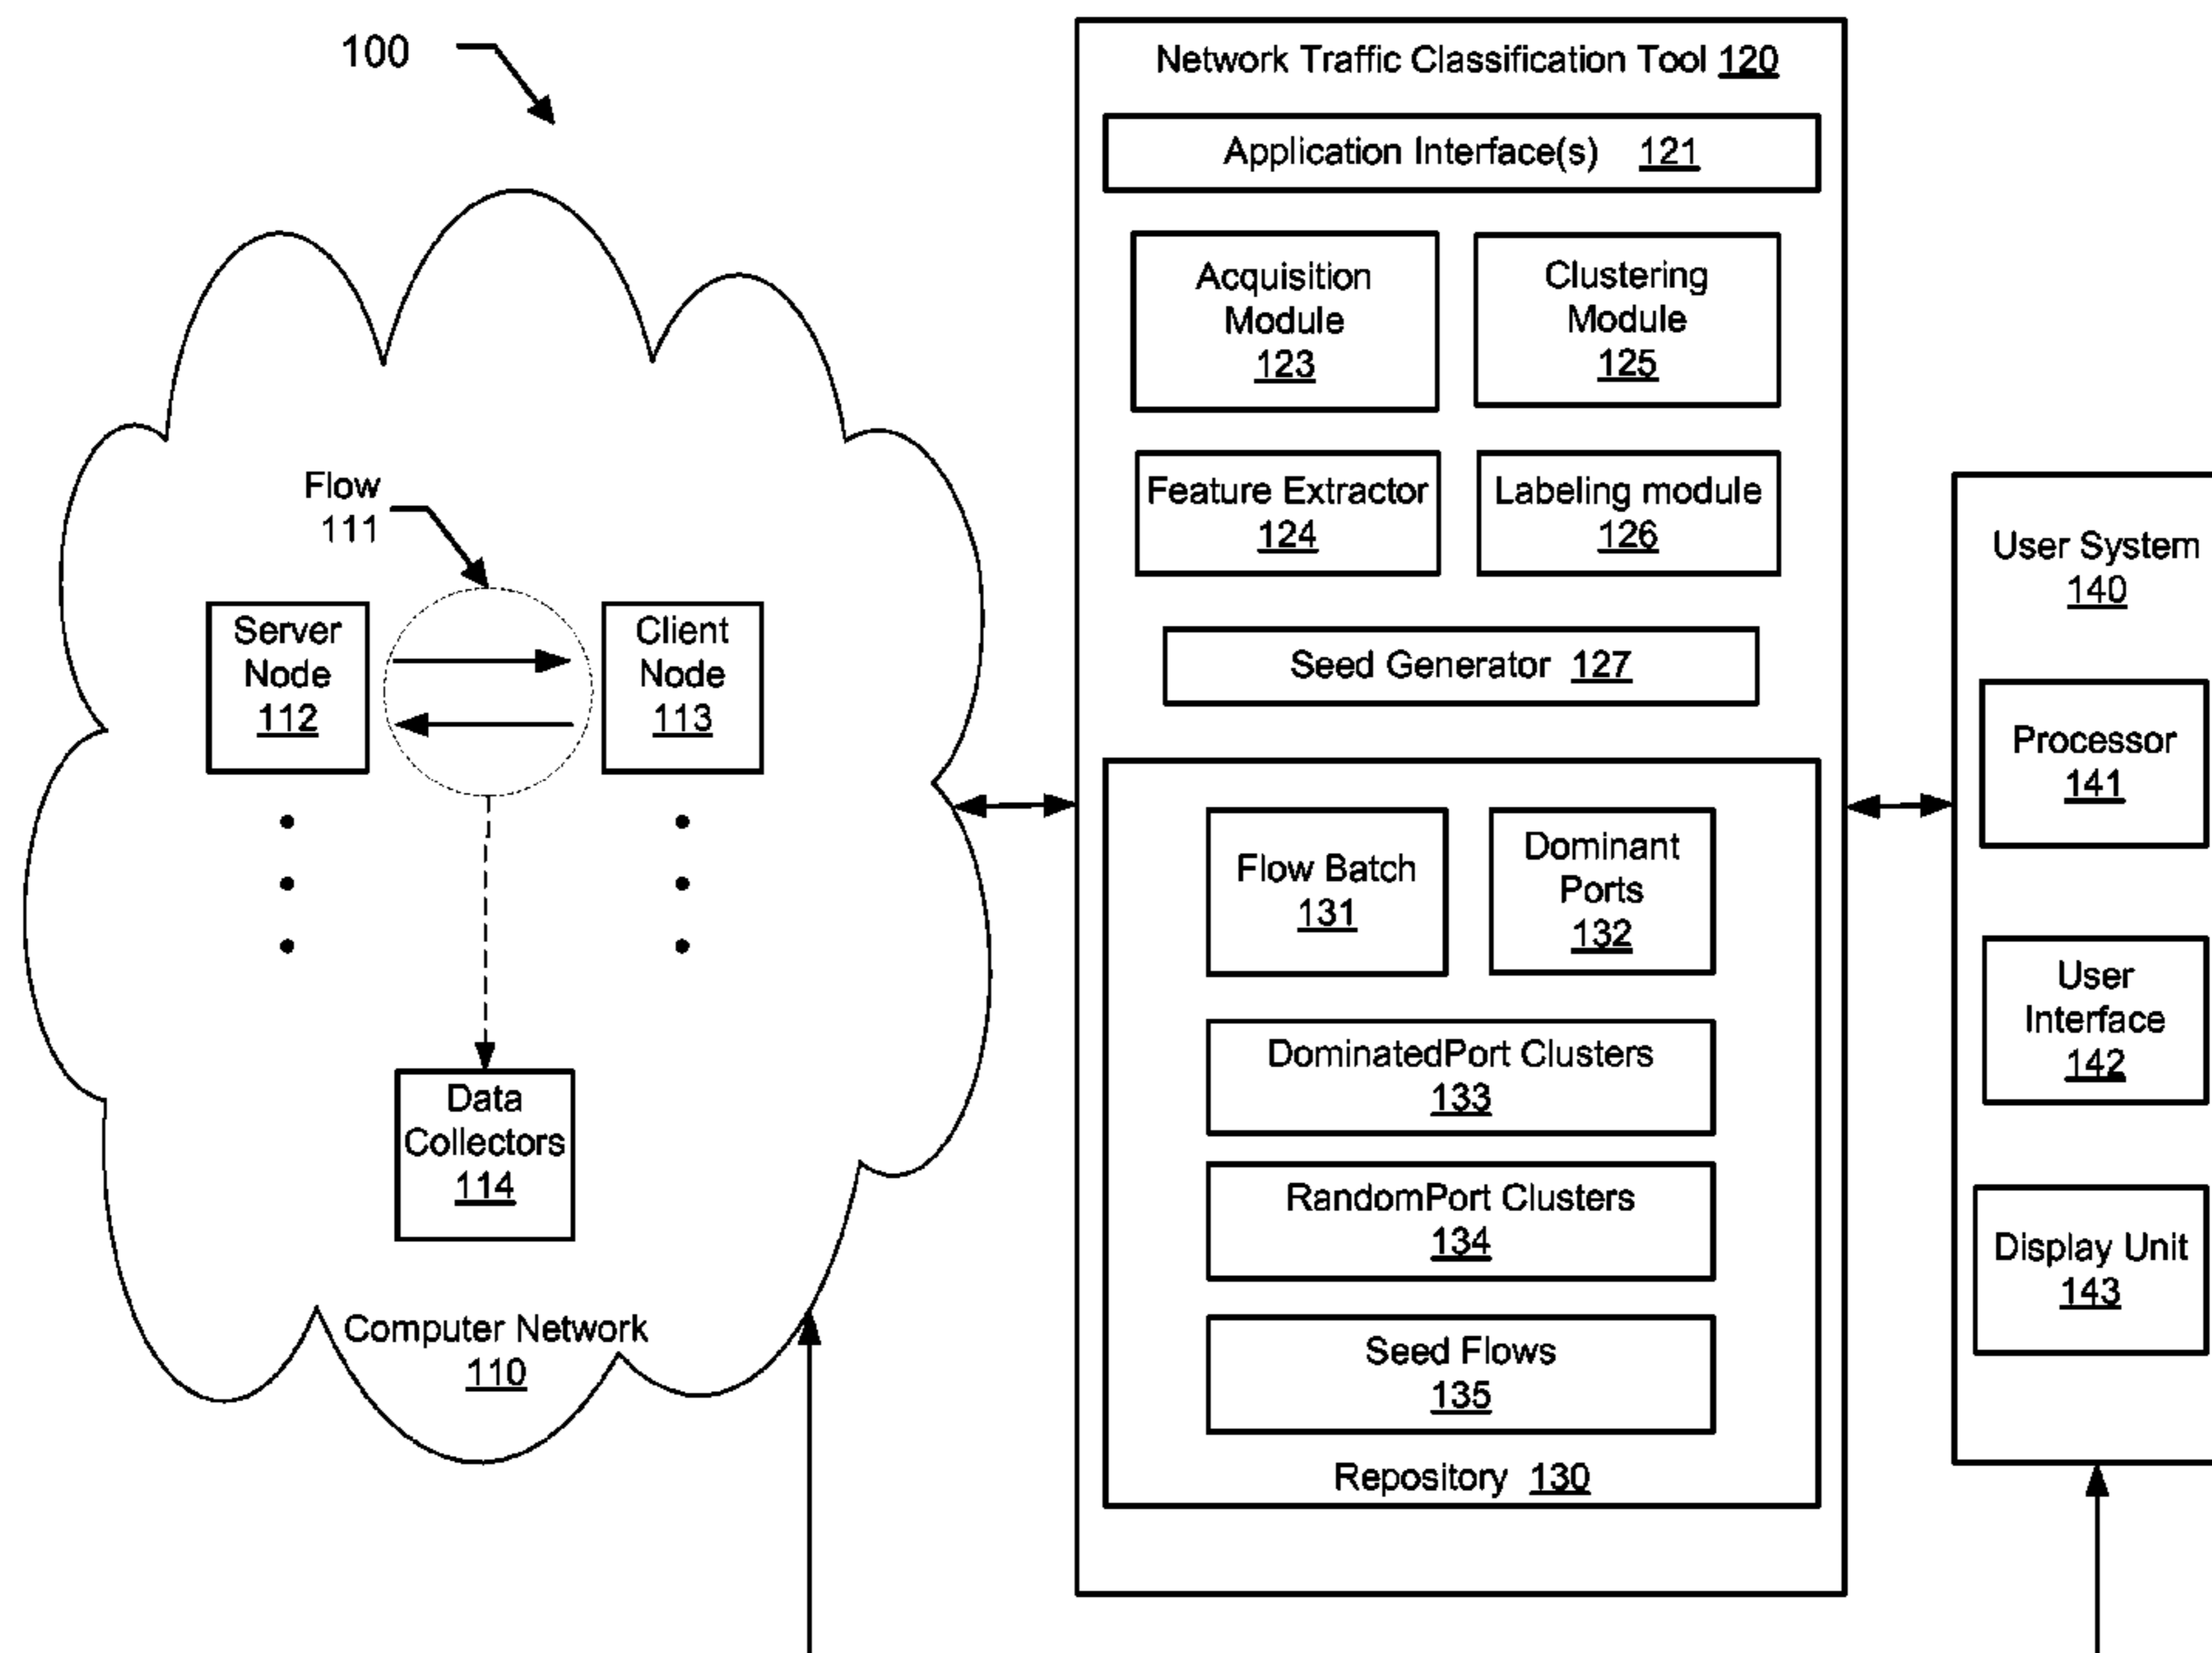 100
Flow
111
Server
Node
112
Client
Node
113
Data
Collectors
114
Computer Network
110
Network Traffic Classification Tool 120
Application Interface(s) 121
Acquisition
Module
123
Clustering
Module
125
Feature Extractor
124
Labeling module
126
Seed Generator 127
Flow Batch
131
Dominant
Ports
132
DominatedPort Clusters
133
RandomPort Clusters
134
Seed Flows
135
Repository 130
User System
140
Processor
141
User
Interface
142
Display Unit
143